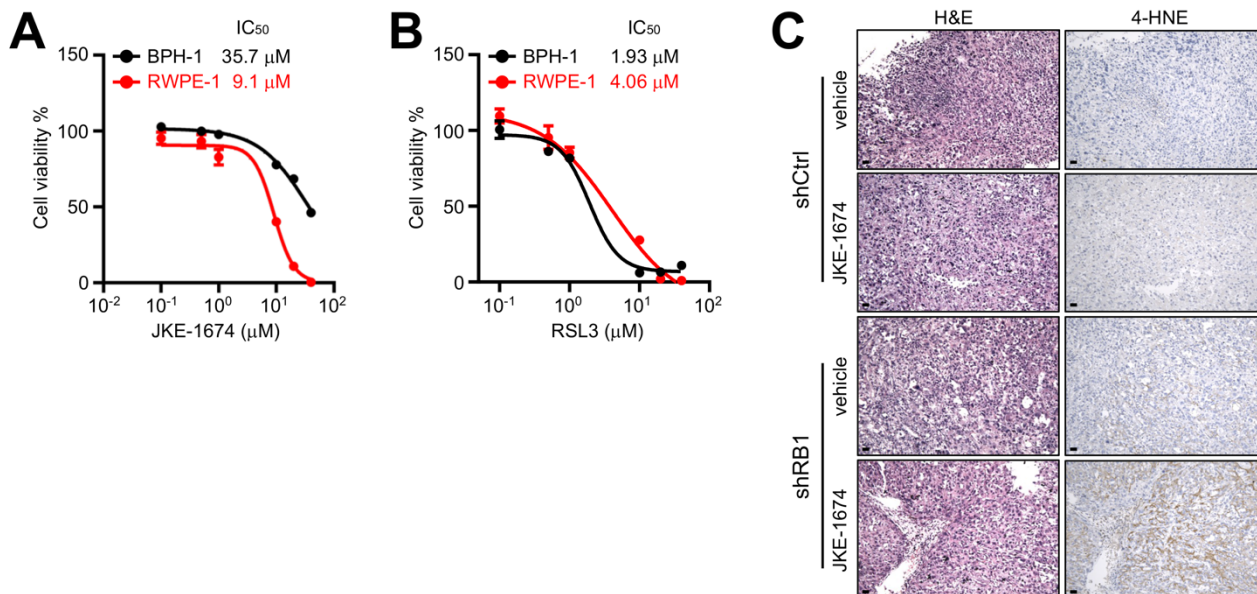 A
IC50
BPH-1 35.7 μM
RWPE-1 9.1 μM
150
100
50
0
Cell viability %
10-2 10-1 100 101 102
JKE-1674 (μM)
B
IC50
BPH-1 1.93 μM
RWPE-1 4.06 μM
150
100
50
0
Cell viability %
10-1 100 101 102
RSL3 (μM)
C
H&E 4-HNE
shCtrl
vehicle
JKE-1674
shRB1
vehicle
JKE-1674